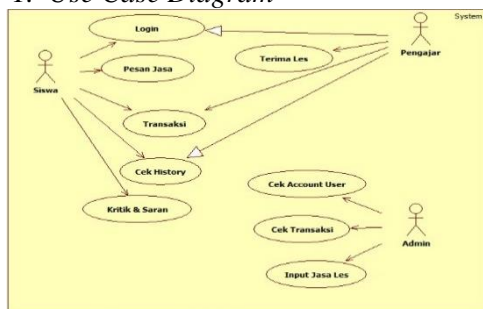 1. Use Case Diagram
System
Login
Pengajar
Terima Les
Pesan Jasa
Siswa
Transaksi
Cek History
Cek Account User
Kritik & Saran
Cek Transaksi
Admin
Input Jasa Les